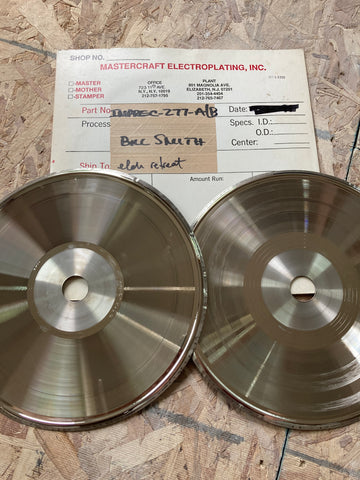 SHOP NO.
MASTERCRAFT ELECTROPLATING, INC.
□ MASTER
□ MOTHER
□ STAMPER
OFFICE
723 11th AVE
N.Y., N.Y. 10019
212-757-1795
PLANT
801 MAGNOLIA AVE.
ELIZABETH, N.J. 07201
201-354-4404
212-765-7467
Part No
IMPREC-277-A/B
Date:
Process
Specs. I.D.:
O.D.:
Center:
Bill Smith
Ship To:
Amount Run: